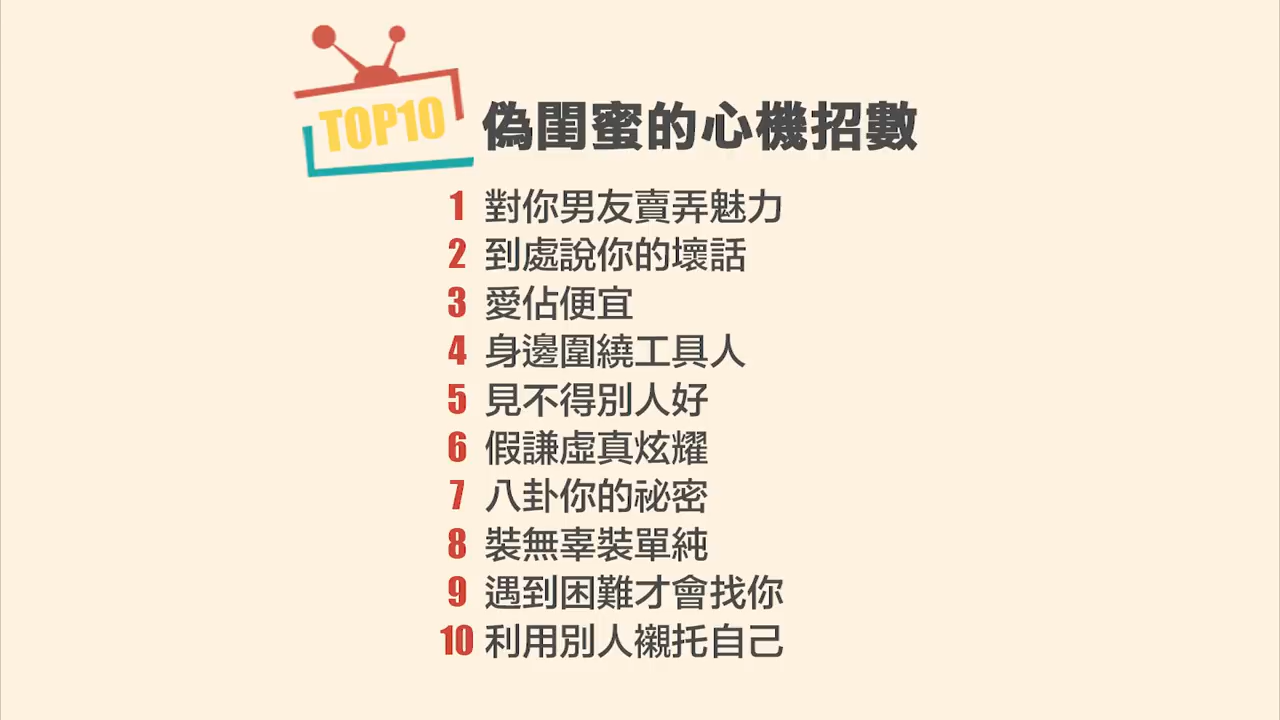 TOP10
偽閨蜜的心機招數
1 對你男友賣弄魅力
2 到處說你的壞話
3 愛佔便宜
4 身邊圍繞工具人
5 見不得別人好
6 假謙虛真炫耀
7 八卦你的祕密
8 裝無辜裝單純
9 遇到困難才會找你
10 利用別人襯托自己